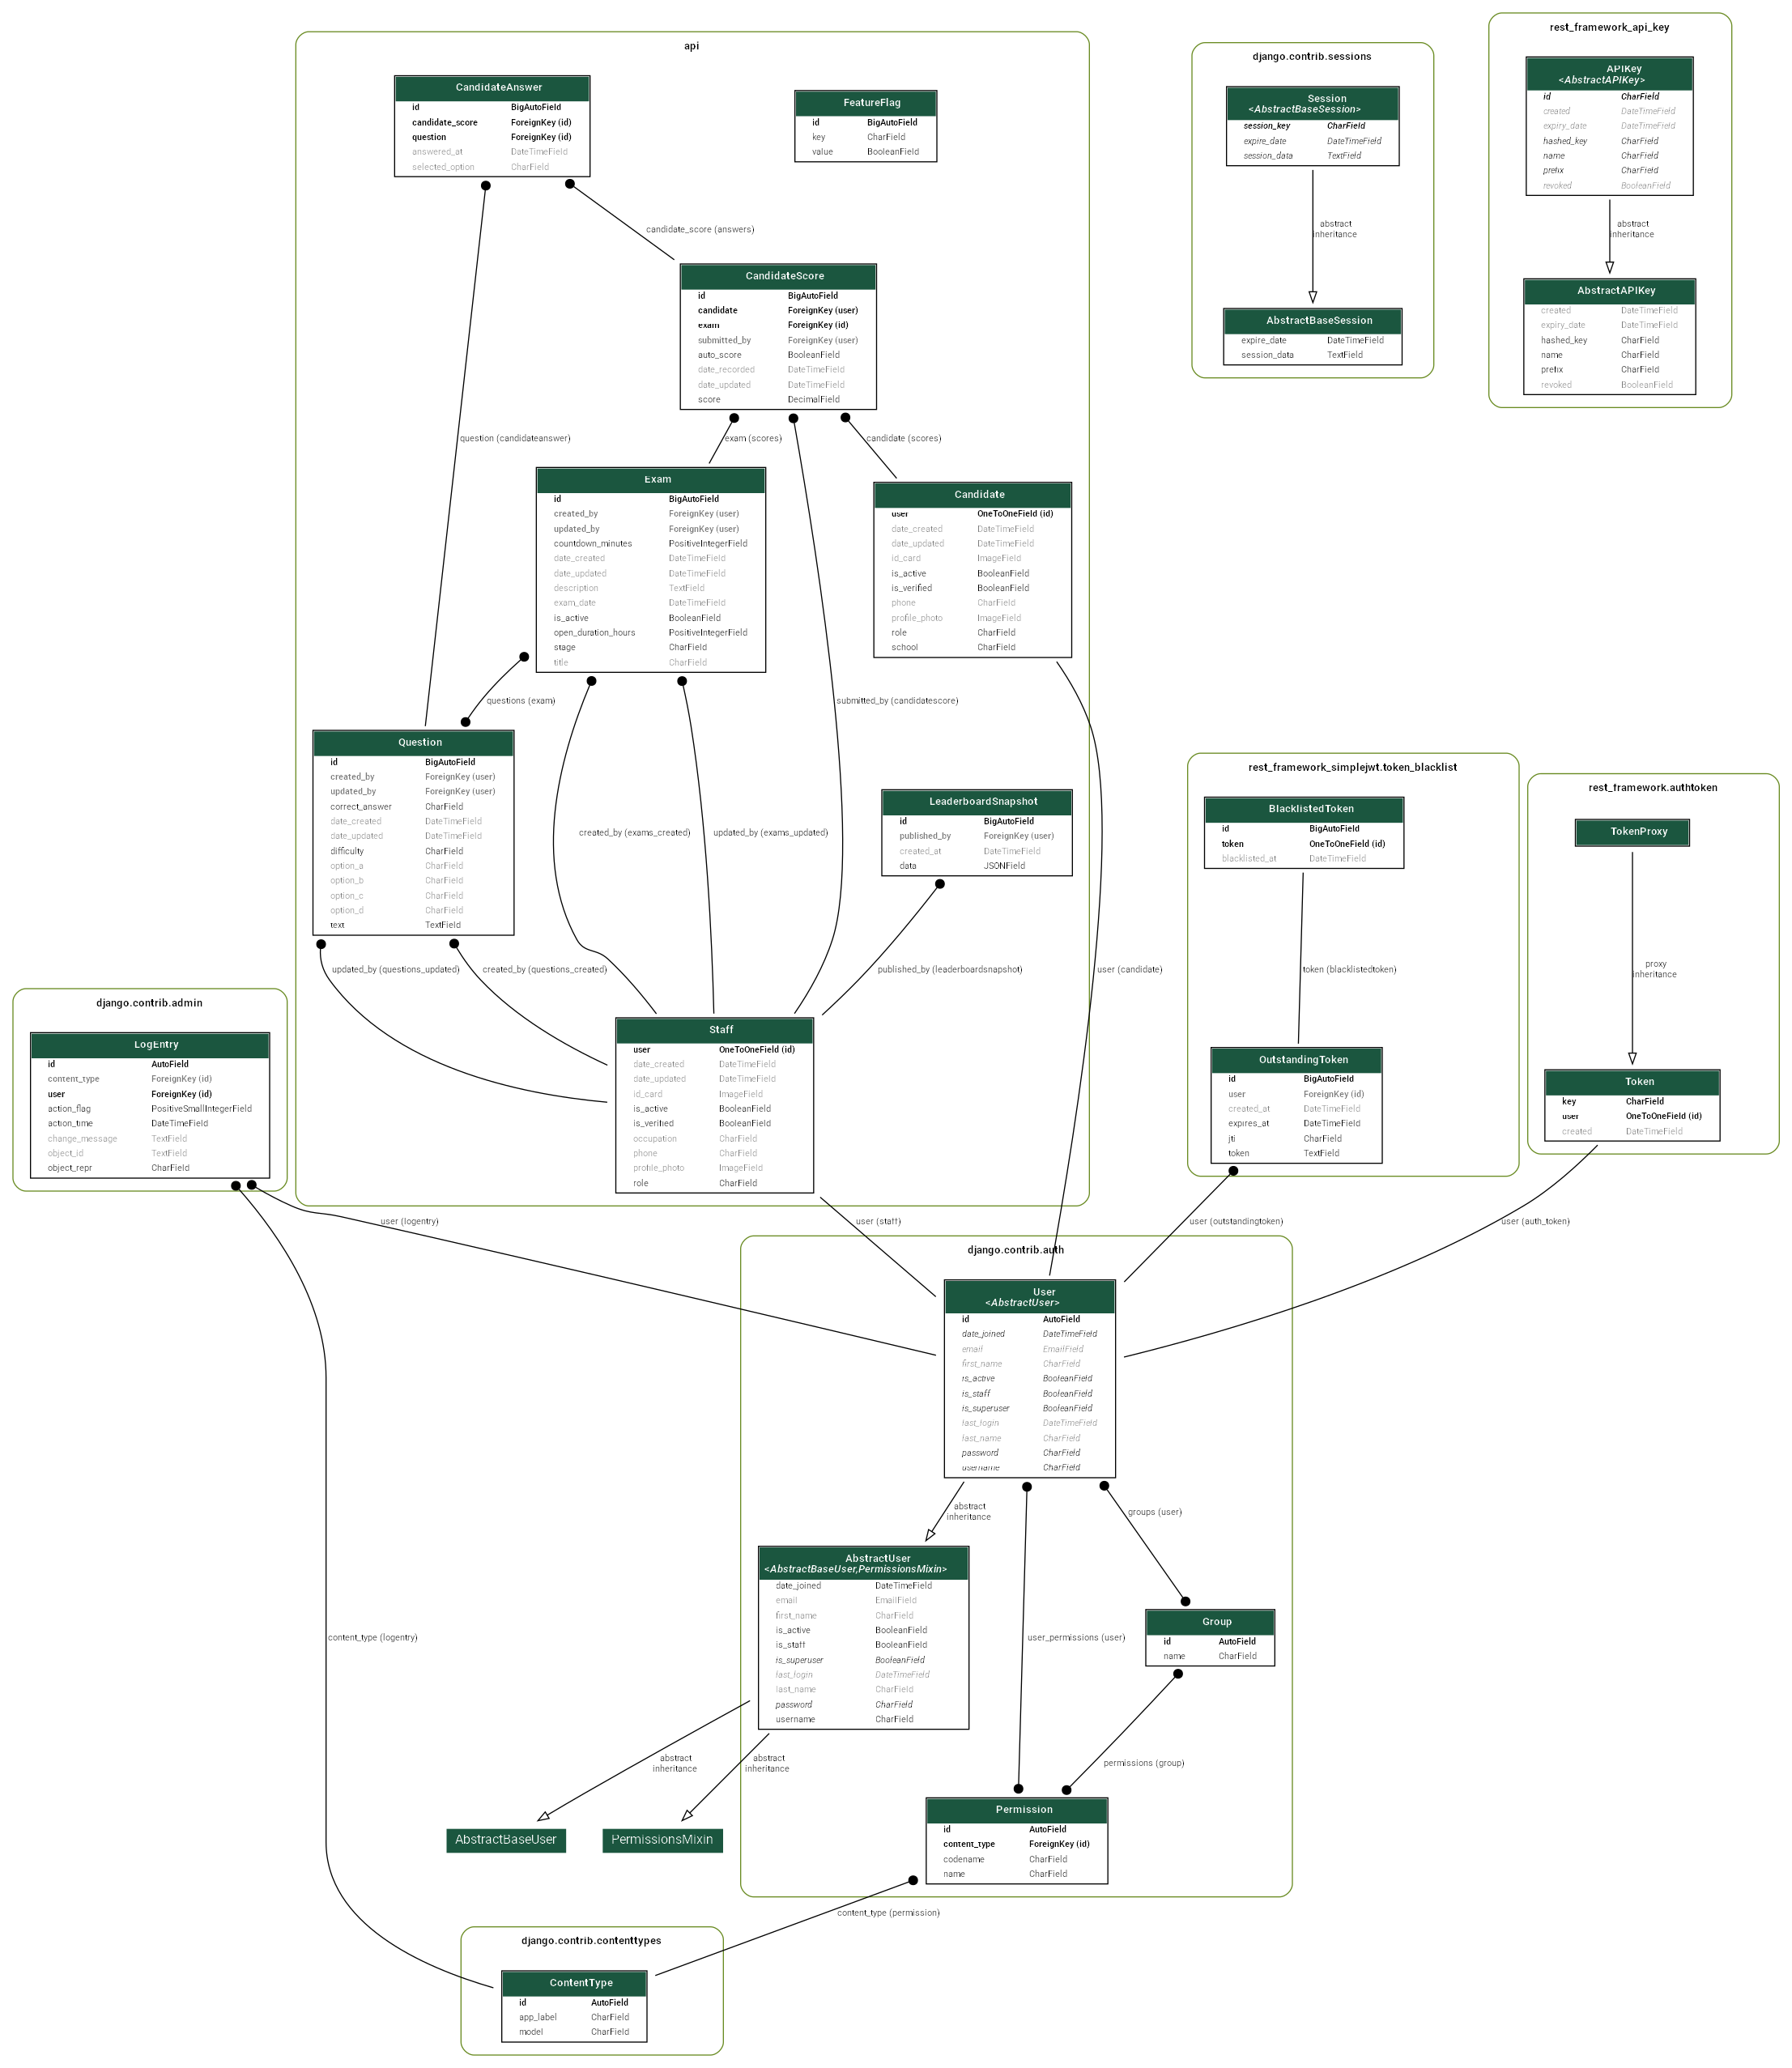 api
CandidateAnswer
id BigAutoField
candidate_score ForeignKey (id)
question ForeignKey (id)
answered_at DateTimeField
selected_option CharField
FeatureFlag
id BigAutoField
key CharField
value BooleanField
candidate_score (answers)
CandidateScore
id BigAutoField
candidate ForeignKey (user)
exam ForeignKey (id)
submitted_by ForeignKey (user)
auto_score BooleanField
date_recorded DateTimeField
date_updated DateTimeField
score DecimalField
question (candidateanswer)
exam (scores)
candidate (scores)
Exam
id BigAutoField
created_by ForeignKey (user)
updated_by ForeignKey (user)
countdown_minutes PositiveIntegerField
date_created DateTimeField
date_updated DateTimeField
description TextField
exam_date DateTimeField
is_active BooleanField
open_duration_hours PositiveIntegerField
stage CharField
title CharField
Candidate
user OneToOneField (id)
date_created DateTimeField
date_updated DateTimeField
id_card ImageField
is_active BooleanField
is_verified BooleanField
phone CharField
profile_photo ImageField
role CharField
school CharField
questions (exam)
submitted_by (candidatescore)
Question
id BigAutoField
created_by ForeignKey (user)
updated_by ForeignKey (user)
correct_answer CharField
date_created DateTimeField
date_updated DateTimeField
difficulty CharField
option_a CharField
option_b CharField
option_c CharField
option_d CharField
text TextField
created_by (exams_created)
updated_by (exams_updated)
LeaderboardSnapshot
id BigAutoField
published_by ForeignKey (user)
created_at DateTimeField
data JSONField
updated_by (questions_updated)
created_by (questions_created)
published_by (leaderboardsnapshot)
user (candidate)
Staff
user OneToOneField (id)
date_created DateTimeField
date_updated DateTimeField
id_card ImageField
is_active BooleanField
is_verified BooleanField
occupation CharField
phone CharField
profile_photo ImageField
role CharField
django.contrib.sessions
Session
<AbstractBaseSession>
session_key CharField
expire_date DateTimeField
session_data TextField
abstract
inheritance
AbstractBaseSession
expire_date DateTimeField
session_data TextField
rest_framework_api_key
APIKey
<AbstractAPIKey>
id CharField
created DateTimeField
expiry_date DateTimeField
hashed_key CharField
name CharField
prefix CharField
revoked BooleanField
abstract
inheritance
AbstractAPIKey
created DateTimeField
expiry_date DateTimeField
hashed_key CharField
name CharField
prefix CharField
revoked BooleanField
rest_framework_simplejwt.token_blacklist
BlacklistedToken
id BigAutoField
token OneToOneField (id)
blacklisted_at DateTimeField
token (blacklistedtoken)
OutstandingToken
id BigAutoField
user ForeignKey (id)
created_at DateTimeField
expires_at DateTimeField
jti CharField
token TextField
rest_framework.authtoken
TokenProxy
proxy
inheritance
Token
key CharField
user OneToOneField (id)
created DateTimeField
django.contrib.admin
LogEntry
id AutoField
content_type ForeignKey (id)
user ForeignKey (id)
action_flag PositiveSmallIntegerField
action_time DateTimeField
change_message TextField
object_id TextField
object_repr CharField
user (logentry)
user (staff)
user (outstandingtoken)
user (auth_token)
django.contrib.auth
User
<AbstractUser>
id AutoField
date_joined DateTimeField
email EmailField
first_name CharField
is_active BooleanField
is_staff BooleanField
is_superuser BooleanField
last_login DateTimeField
last_name CharField
password CharField
username CharField
abstract
inheritance
groups (user)
AbstractUser
<AbstractBaseUser,PermissionsMixin>
date_joined DateTimeField
email EmailField
first_name CharField
is_active BooleanField
is_staff BooleanField
is_superuser BooleanField
last_login DateTimeField
last_name CharField
password CharField
username CharField
Group
id AutoField
name CharField
content_type (logentry)
user_permissions (user)
abstract
inheritance
abstract
inheritance
permissions (group)
AbstractBaseUser
PermissionsMixin
Permission
id AutoField
content_type ForeignKey (id)
codename CharField
name CharField
content_type (permission)
django.contrib.contenttypes
ContentType
id AutoField
app_label CharField
model CharField